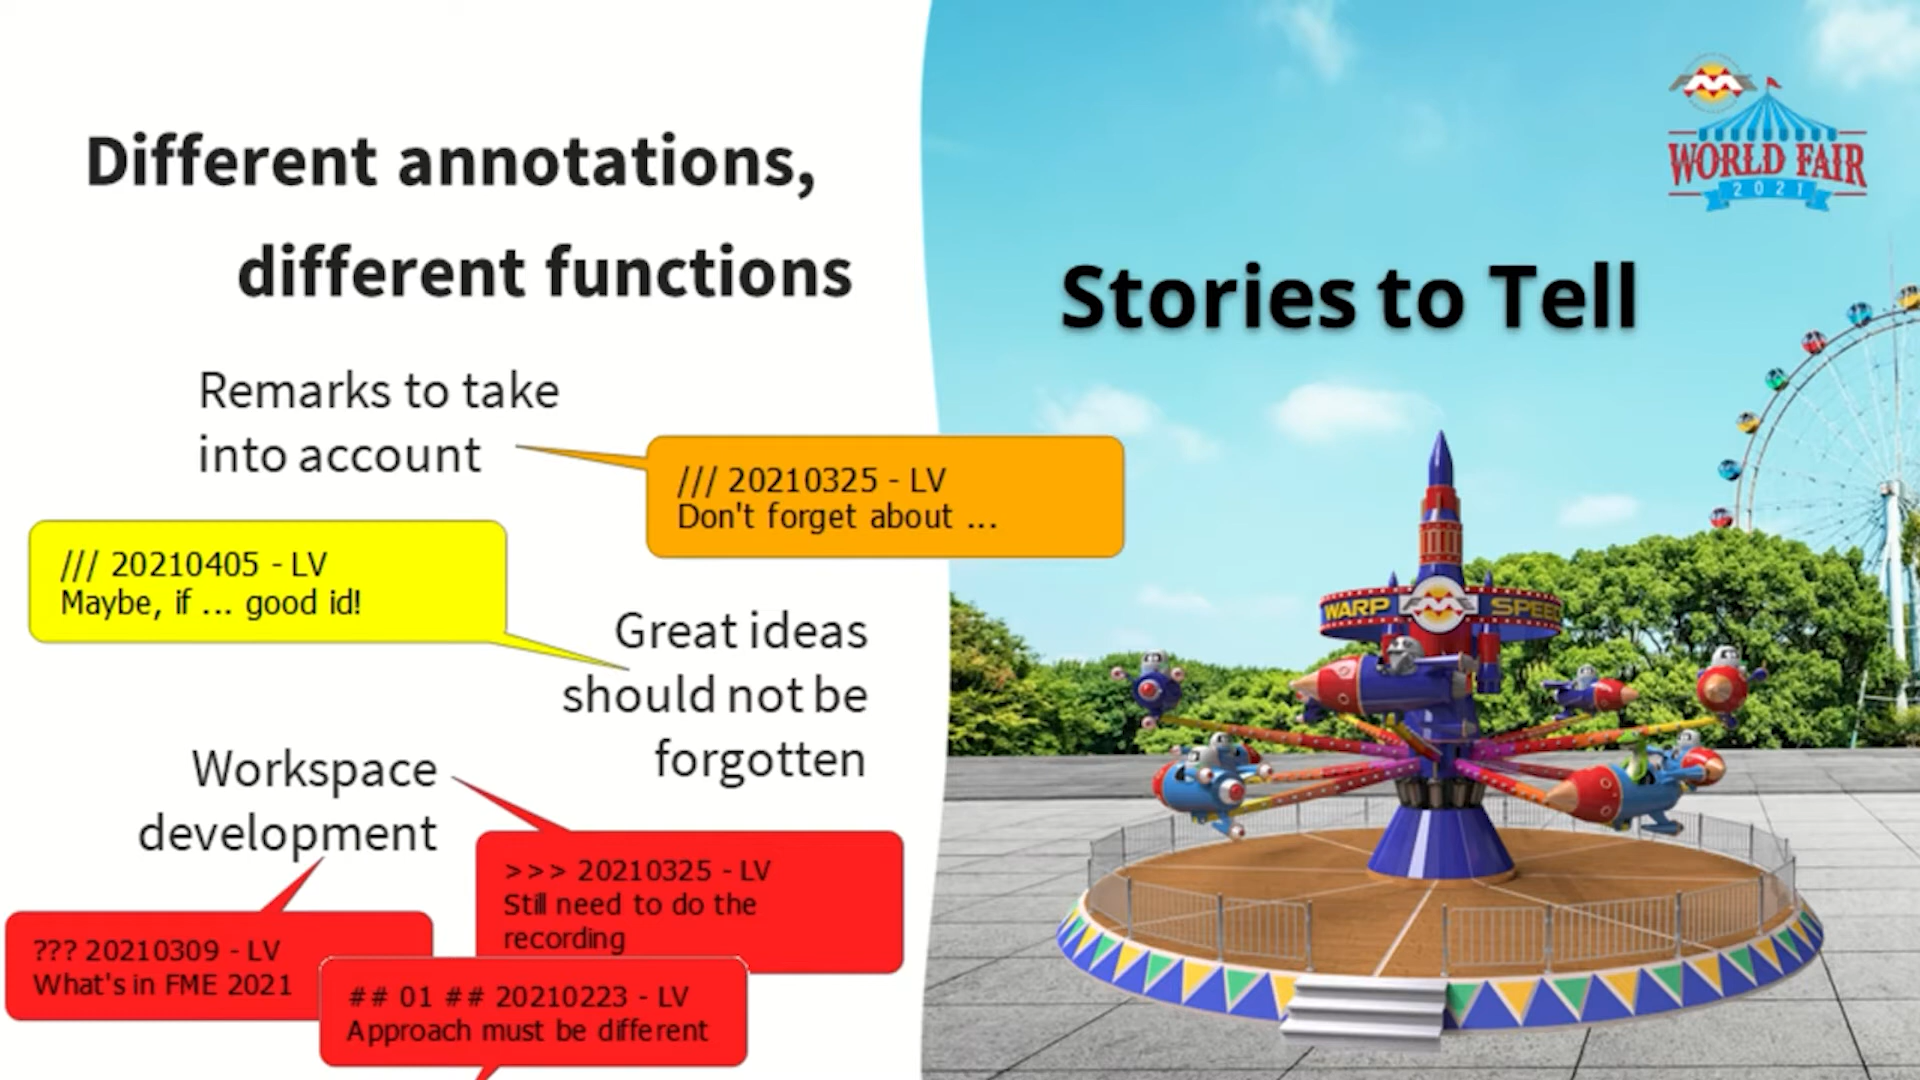 Different annotations,
different functions
Remarks to take
into account
/// 20210325 - LV
Don't forget about ...
/// 20210405 - LV
Maybe, if ... good id!
Great ideas
should not be
forgotten
Workspace
development
>>> 20210325 - LV
Still need to do the
recording
??? 20210309 - LV
What's in FME 2021
## 01 ## 20210223 - LV
Approach must be different
WORLD FAIR
2021
Stories to Tell
WARP SPEED